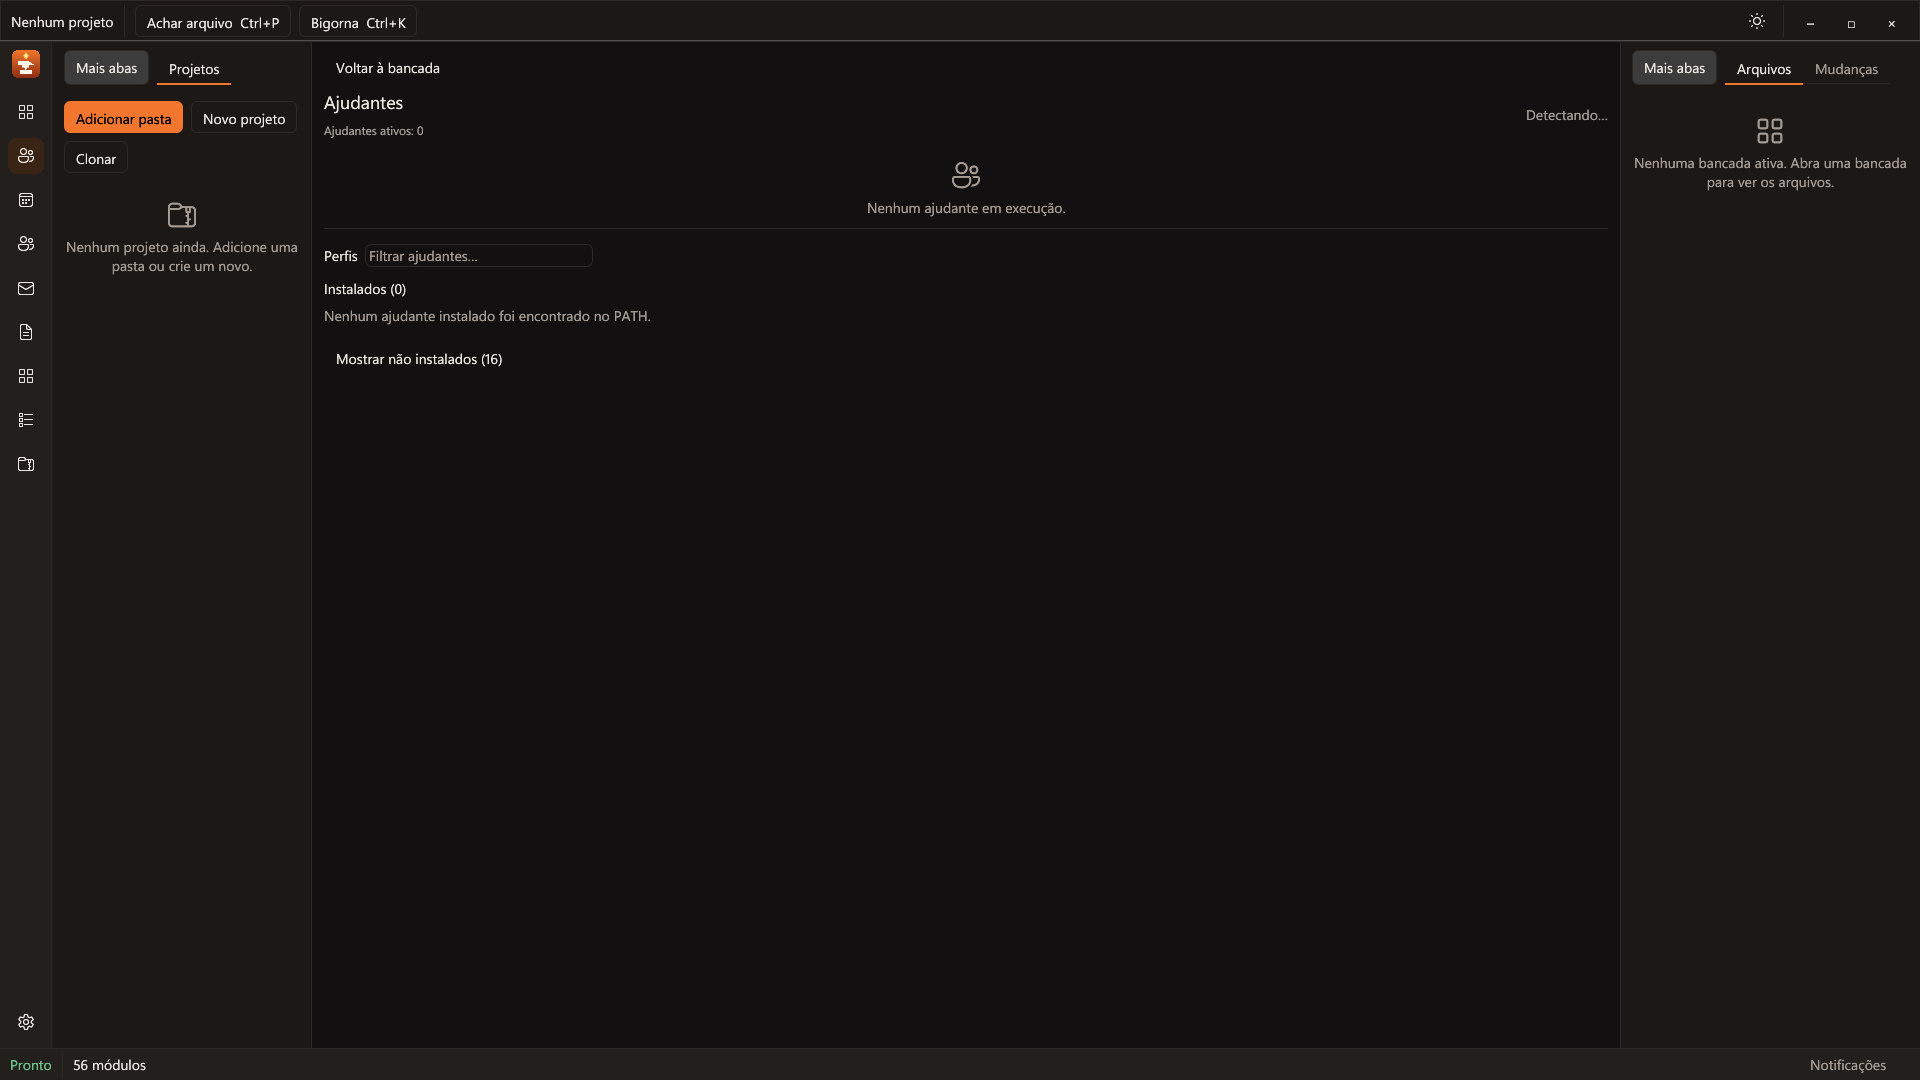 Nenhum projeto
Achar arquivo Ctrl+P
Bigorna Ctrl+K
Mais abas
Projetos
Adicionar pasta
Novo projeto
Clonar
Nenhum projeto ainda. Adicione uma
pasta ou crie um novo.
Voltar à bancada
Ajudantes
Ajudantes ativos: 0
Detectando...
Nenhum ajudante em execução.
Perfis
Filtrar ajudantes...
Instalados (0)
Nenhum ajudante instalado foi encontrado no PATH.
Mostrar não instalados (16)
Mais abas
Arquivos
Mudanças
Nenhuma bancada ativa. Abra uma bancada
para ver os arquivos.
Pronto
56 módulos
Notificações